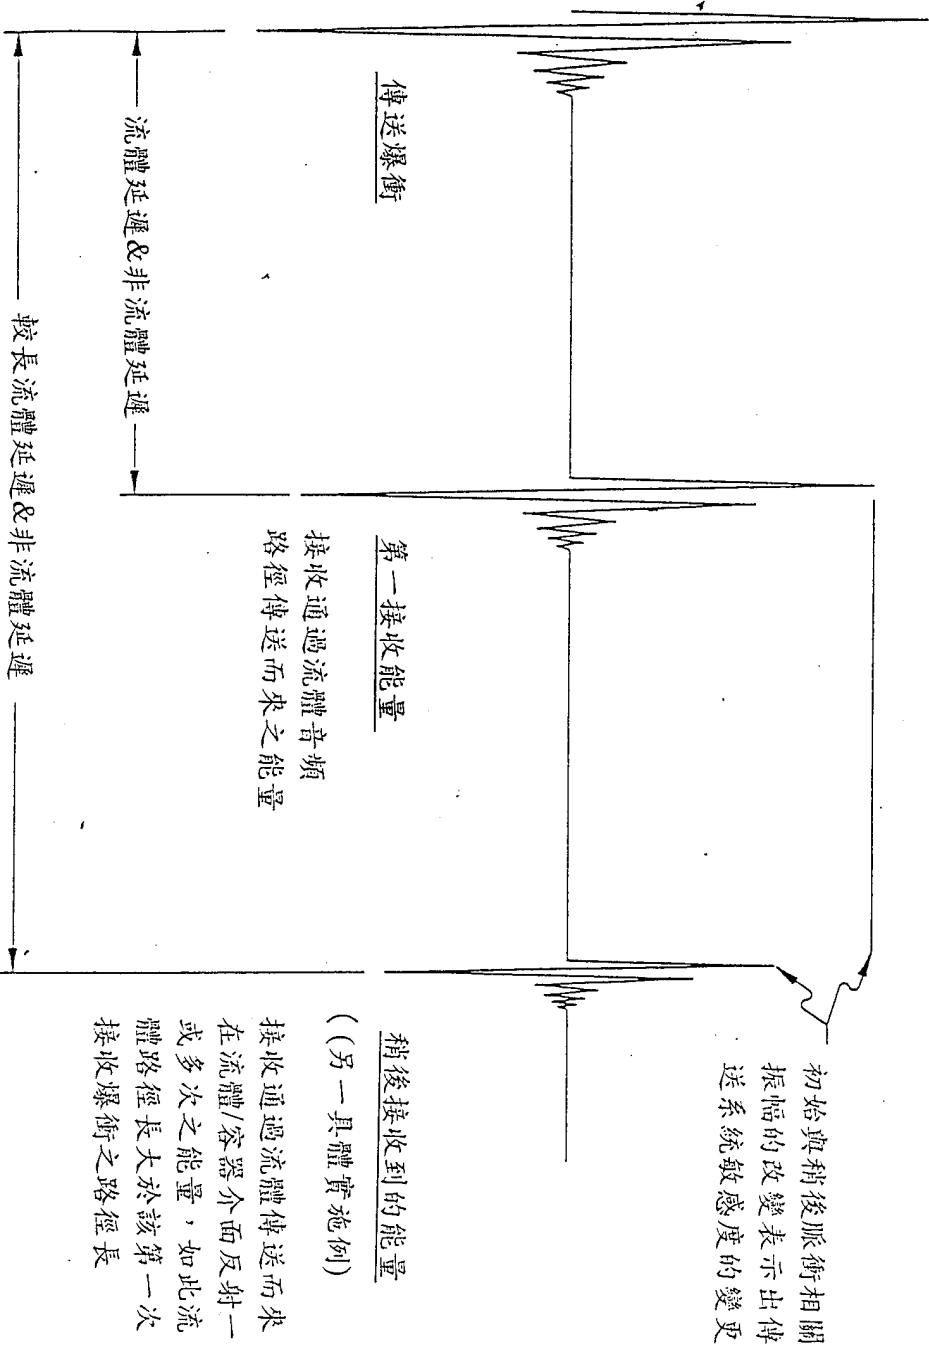 初始與稍後脈衝相關
振幅的改變表示出傳
送系統敏感度的變更
傳送爆衝
第一接收能量
接收通過流體音頻
路徑傳送而來之能量
稍後接收到的能量
((另一具體實施例)
接收通過流體傳送而來
在流體/容器介面反射一
或多次之能量，如此流
體路徑長大於該第一次
接收爆衝之路徑長
流體延遲&非流體延遲
較長流體延遲&非流體延遲